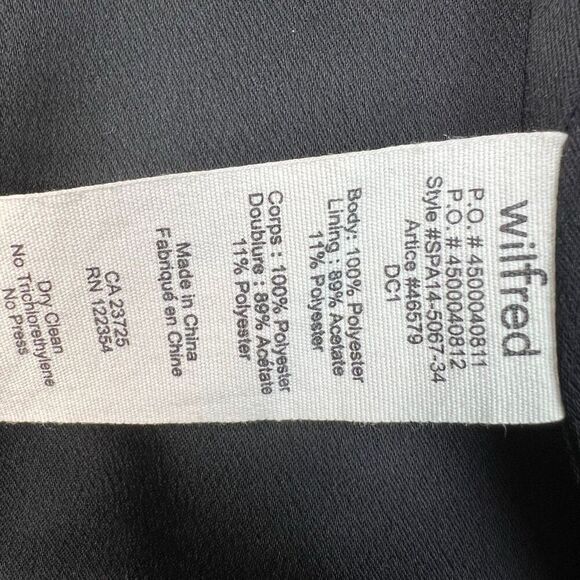 wilfred
P.O. # 4500040811
P.O. # 4500040812
Style #SPA14-5067-34
Artice #46579
DC1
Body: 100% Polyester
Lining : 89% Acetate
11% Polyester
Corps : 100% Polyester
Doublure : 89% Acétate
11% Polyester
Made in China
Fabriqué en Chine
CA 23725
RN 122354
Dry Clean
No Trichlorethylene
No Press